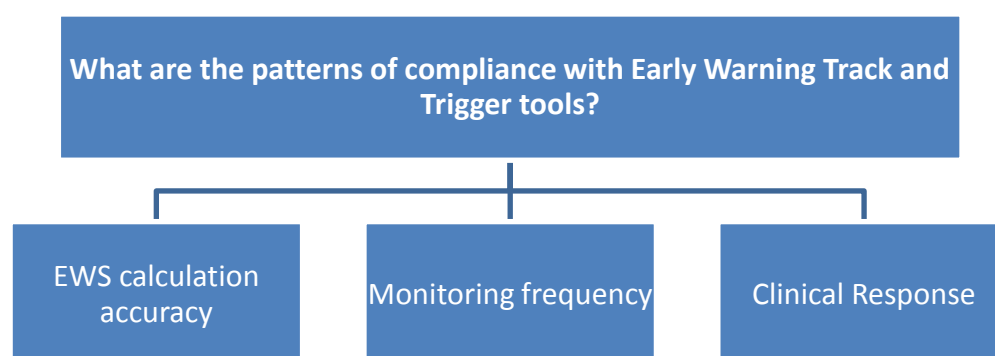 What are the patterns of compliance with Early Warning Track and
Trigger tools?
EWS calculation
accuracy
Monitoring frequency
Clinical Response